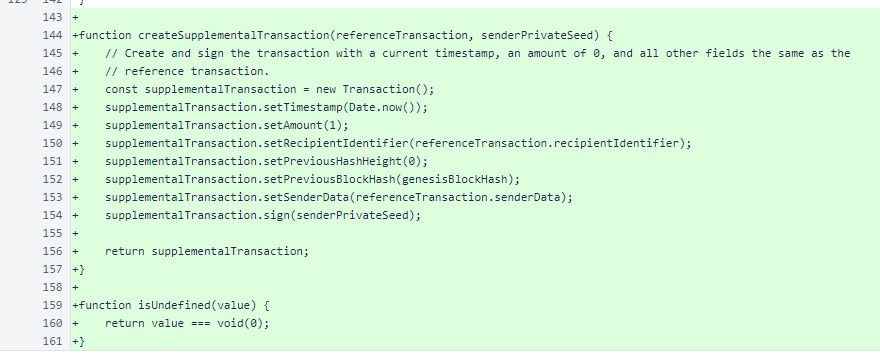 143 +
144 +function createSupplementalTransaction(referenceTransaction, senderPrivateSeed) {
145 +    // Create and sign the transaction with a current timestamp, an amount of 0, and all other fields the same as the
146 +    // reference transaction.
147 +    const supplementalTransaction = new Transaction();
148 +    supplementalTransaction.setTimestamp(Date.now());
149 +    supplementalTransaction.setAmount(1);
150 +    supplementalTransaction.setRecipientIdentifier(referenceTransaction.recipientIdentifier);
151 +    supplementalTransaction.setPreviousHashHeight(0);
152 +    supplementalTransaction.setPreviousBlockHash(genesisBlockHash);
153 +    supplementalTransaction.setSenderData(referenceTransaction.senderData);
154 +    supplementalTransaction.sign(senderPrivateSeed);
155 +
156 +    return supplementalTransaction;
157 +}
158 +
159 +function isUndefined(value) {
160 +    return value === void(0);
161 +}